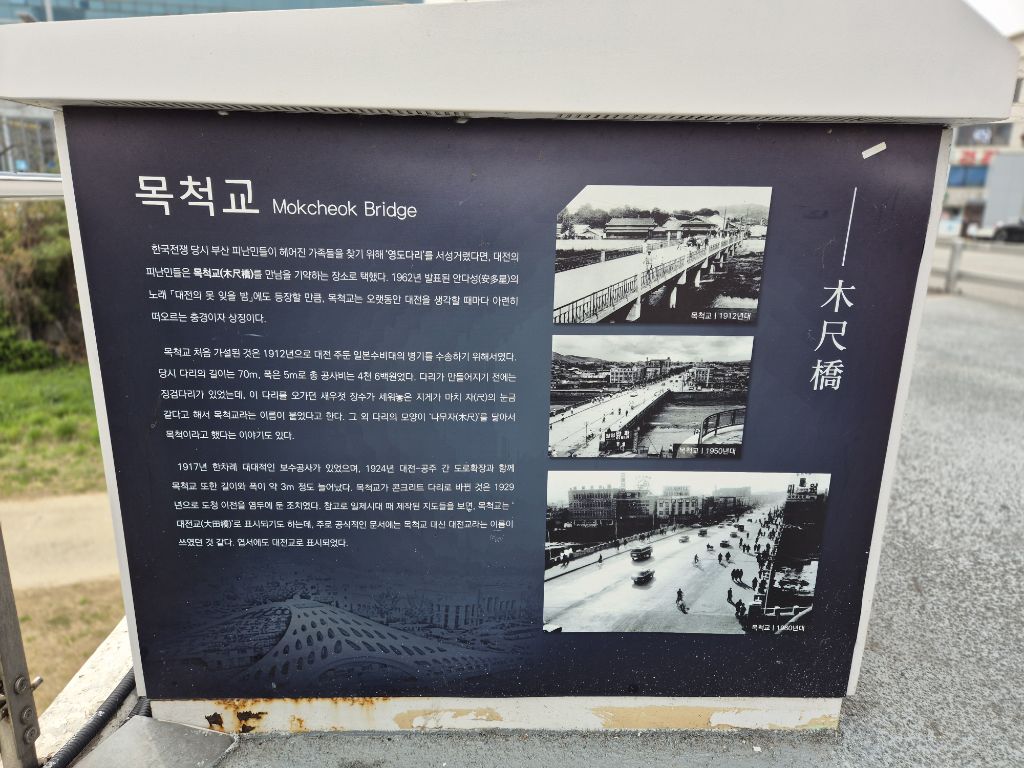 목척교 Mokcheok Bridge
한국전쟁 당시 부산 피난민들이 헤어진 가족들을 찾기 위해 '영도다리'를 서성거렸다면, 대전의
피난민들은 목척교(木尺橋)를 만남을 기약하는 장소로 택했다. 1962년 발표된 안다성(安多星)의
노래 「대전의 못 잊을 밤」에도 등장할 만큼, 목척교는 오랫동안 대전을 생각할 때마다 아련히
떠오르는 풍경이자 상징이다.
목척교 처음 가설된 것은 1912년으로 대전 주둔 일본수비대의 병기를 수송하기 위해서였다.
당시 다리의 길이는 70m, 폭은 5m로 총 공사비는 4천 6백원였다. 다리가 만들어지기 전에는
징검다리가 있었는데, 이 다리를 오가던 새우젓 장수가 세워놓은 지게가 마치 자(尺)의 눈금
같다고 해서 목척교라는 이름이 붙었다고 한다. 그 외 다리의 모양이 '나무자(木尺)'를 닮아서
목척이라고 했다는 이야기도 있다.
1917년 한차례 대대적인 보수공사가 있었으며, 1924년 대전-공주 간 도로확장과 함께
목척교 또한 길이와 폭이 약 3m 정도 늘어났다. 목척교가 콘크리트 다리로 바뀐 것은 1929
년으로 도청 이전을 염두에 둔 조치였다. 참고로 일제시대 때 제작된 지도들을 보면, 목척교는 '
대전교(大田橋)'로 표시되기도 하는데, 주로 공식적인 문서에는 목척교 대신 대전교라는 이름이
쓰였던 것 같다. 엽서에도 대전교로 표시되었다.
목척교 | 1912년대
목척교 | 1950년대
목척교 | 1980년대
木尺橋